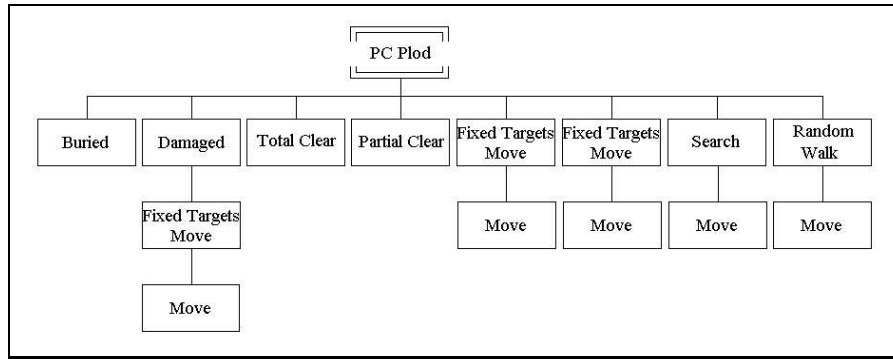 PC Plod
Buried
Damaged
Total Clear
Partial Clear
Fixed Targets
Move
Fixed Targets
Move
Search
Random
Walk
Fixed Targets
Move
Move
Move
Move
Move
Move